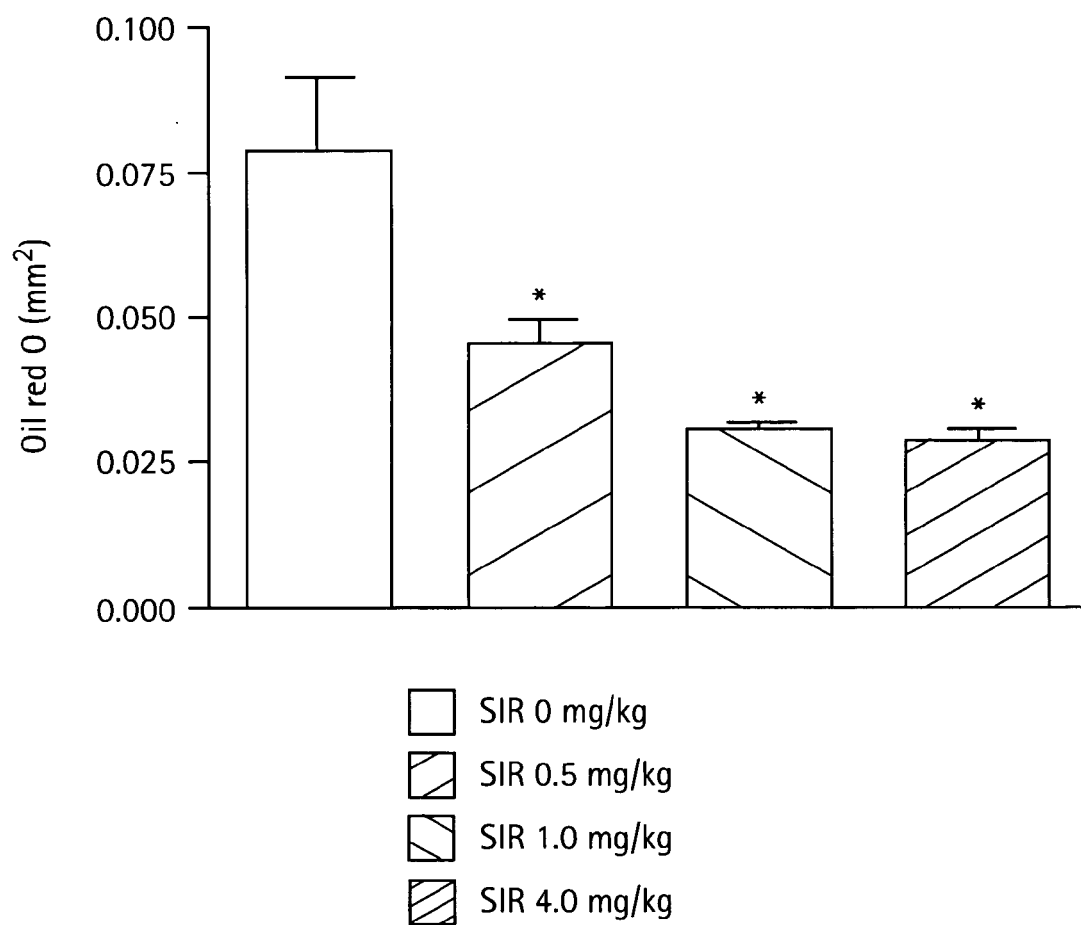 0.100
0.075
0.050
0.025
0.000
Oil red O (mm²)
*
*
*
SIR 0 mg/kg
SIR 0.5 mg/kg
SIR 1.0 mg/kg
SIR 4.0 mg/kg